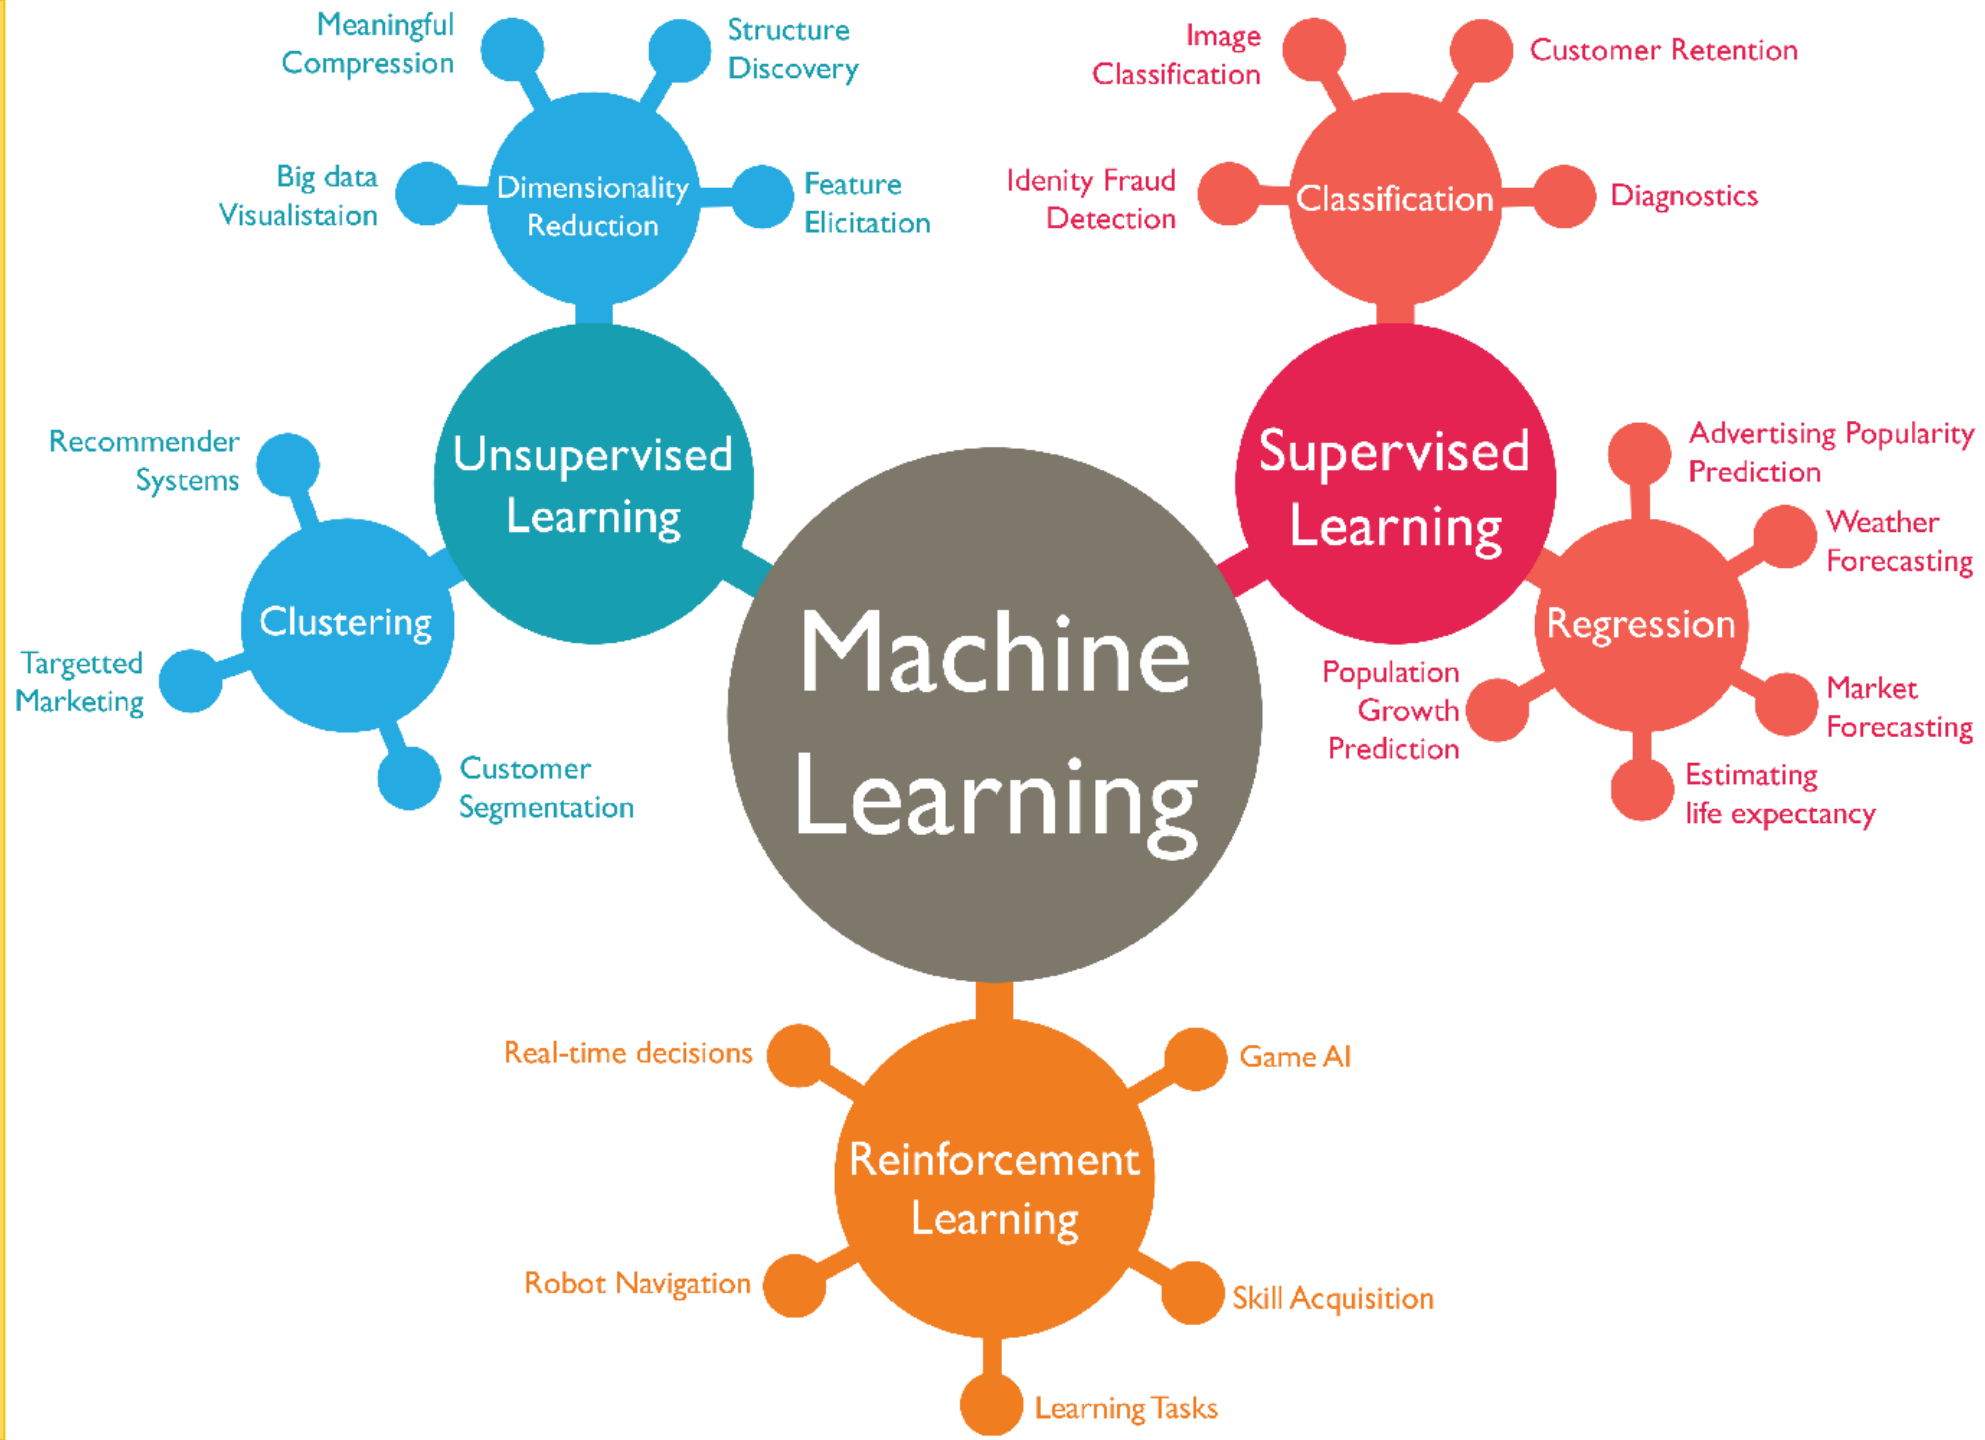 Meaningful
Compression
Structure
Discovery
Big data
Visualistaion
Dimensionality
Reduction
Feature
Elicitation
Image
Classification
Customer Retention
Idenity Fraud
Detection
Classification
Diagnostics
Recommender
Systems
Unsupervised
Learning
Clustering
Targetted
Marketing
Customer
Segmentation
Supervised
Learning
Advertising Popularity
Prediction
Weather
Forecasting
Regression
Population
Growth
Prediction
Market
Forecasting
Estimating
life expectancy
Machine
Learning
Real-time decisions
Game AI
Reinforcement
Learning
Robot Navigation
Skill Acquisition
Learning Tasks